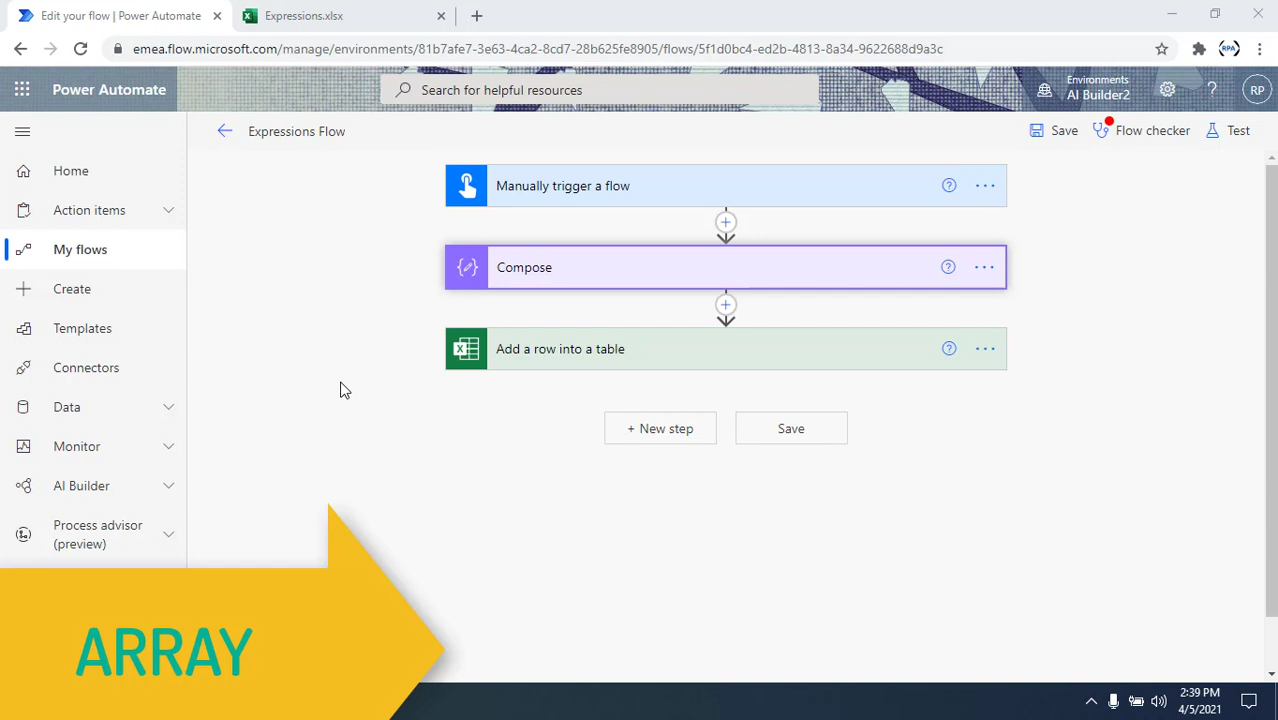 Edit your flow | Power Automate
Expressions.xlsx
emea.flow.microsoft.com/manage/environments/81b7afe7-3e63-4ca2-8cd7-28b625fe8905/flows/5f1d0bc4-ed2b-4813-8a34-9622688d9a3c
RPA
Power Automate
Search for helpful resources
Environments
AI Builder2
RP
Expressions Flow
Save
Flow checker
Test
Home
Action items
My flows
Create
Templates
Connectors
Data
Monitor
AI Builder
Process advisor
(preview)
Manually trigger a flow
Compose
Add a row into a table
+ New step
Save
ARRAY
2:39 PM
4/5/2021